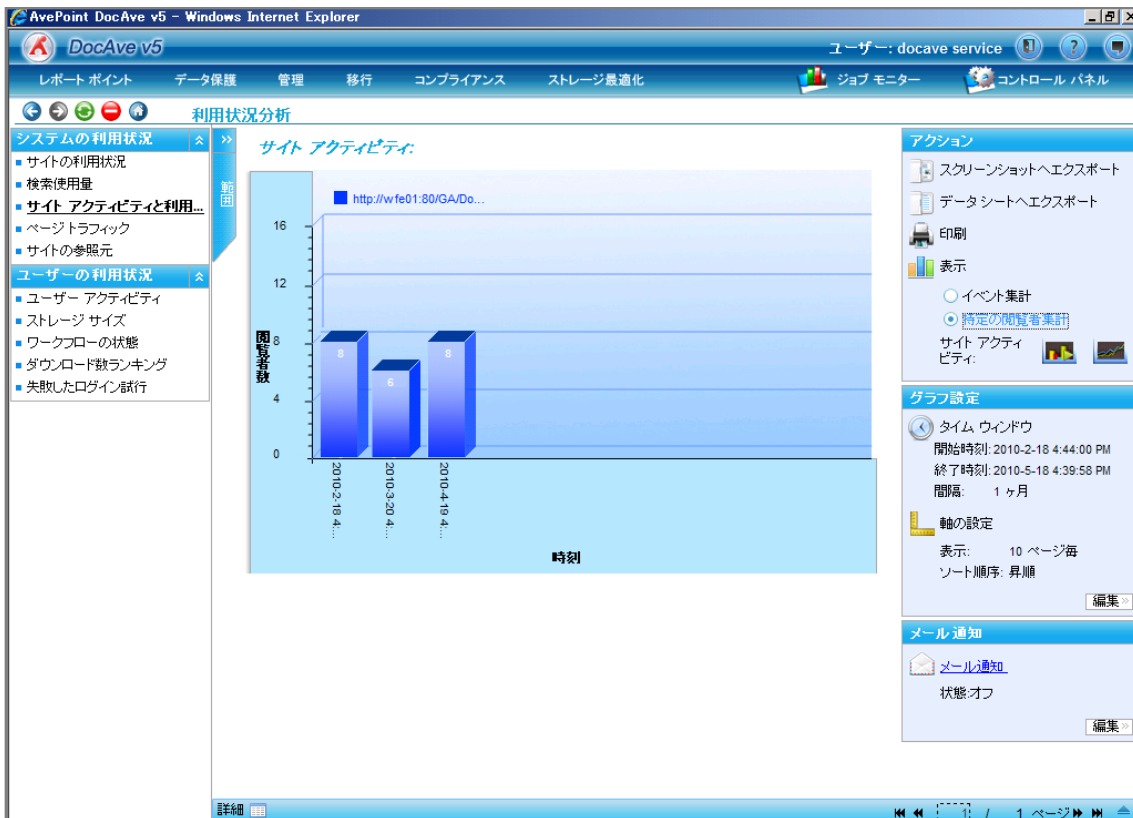 AvePoint DocAve v5 - Windows Internet Explorer
DocAve v5
ユーザー: docave service
レポート ポイント データ保護 管理 移行 コンプライアンス ストレージ最適化 ジョブ モニター コントロール パネル
利用状況分析
システムの利用状況
サイトの利用状況
検索使用量
サイト アクティビティと利用...
ページトラフィック
サイトの参照元
ユーザーの利用状況
ユーザー アクティビティ
ストレージ サイズ
ワークフローの状態
ダウンロード数ランキング
失敗したログイン試行
範囲
サイト アクティビティ:
http://wfe01:80/GA/Do...
閲覧者数
16
12
8
4
0
8
6
8
2010-2-18 4:...
2010-3-20 4:...
2010-4-19 4:...
時刻
アクション
スクリーンショットへエクスポート
データシートへエクスポート
印刷
表示
イベント集計
特定の閲覧者集計
サイト アクティ
ビティ:
グラフ設定
タイム ウィンドウ
開始時刻: 2010-2-18 4:44:00 PM
終了時刻: 2010-5-18 4:39:58 PM
間隔: 1 ヶ月
軸の設定
表示: 10 ページ毎
ソート順序: 昇順
編集
メール通知
メール通知
状態:オフ
編集
詳細
1 / 1 ページ